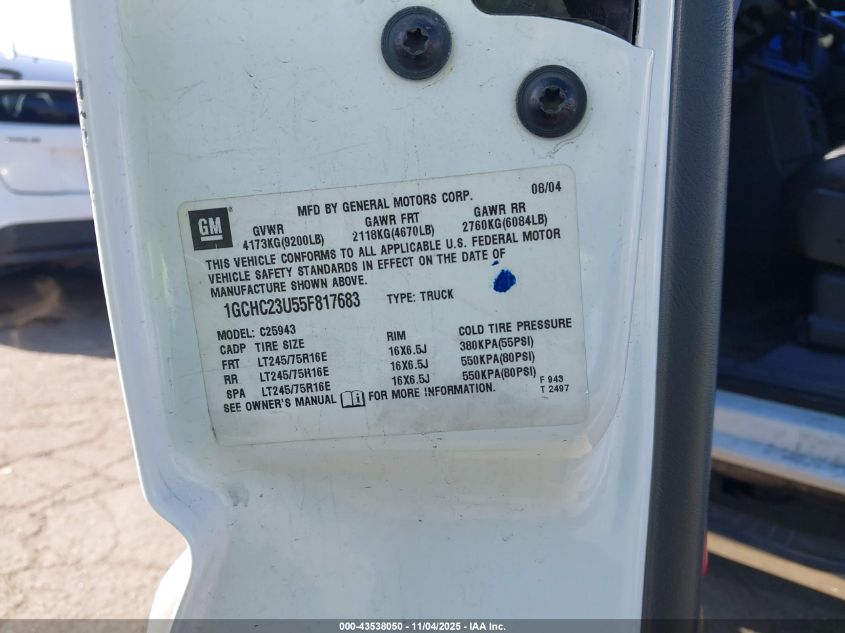 MFD BY GENERAL MOTORS CORP. 08/04
GM
GVWR GAWR FRT GAWR RR
4173KG(9200LB) 2118KG(4670LB) 2760KG(6084LB)
THIS VEHICLE CONFORMS TO ALL APPLICABLE U.S. FEDERAL MOTOR
VEHICLE SAFETY STANDARDS IN EFFECT ON THE DATE OF
MANUFACTURE SHOWN ABOVE.
1GCHC23U55F817683 TYPE: TRUCK
MODEL: C25943
CADP TIRE SIZE RIM COLD TIRE PRESSURE
FRT LT245/75R16E 16X6.5J 380KPA(55PSI)
RR LT245/75R16E 16X6.5J 550KPA(80PSI)
SPA LT245/75R16E 16X6.5J 550KPA(80PSI)
SEE OWNER'S MANUAL FOR MORE INFORMATION.
F 943
T 2497
000-43538050 — 11/04/2025 — IAA Inc.